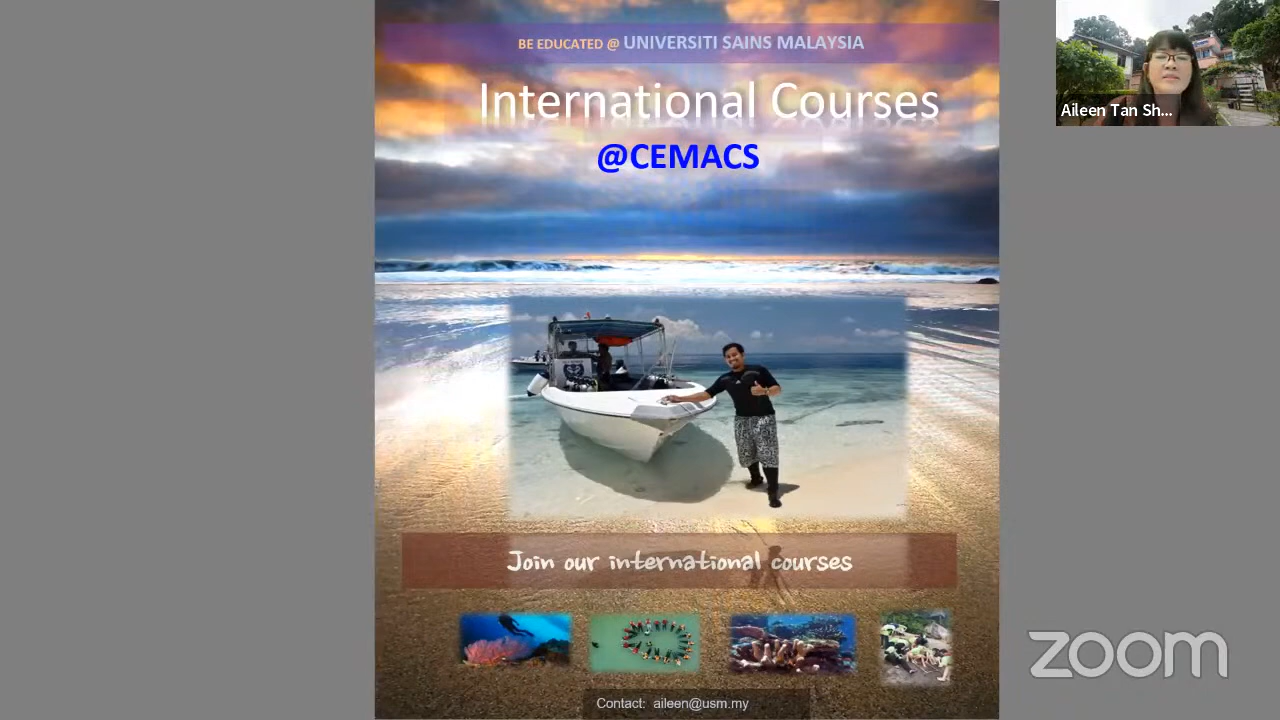 BE EDUCATED @ UNIVERSITI SAINS MALAYSIA
International Courses
@CEMACS
Aileen Tan Sh...
Join our international courses
Contact: aileen@usm.my
zoom